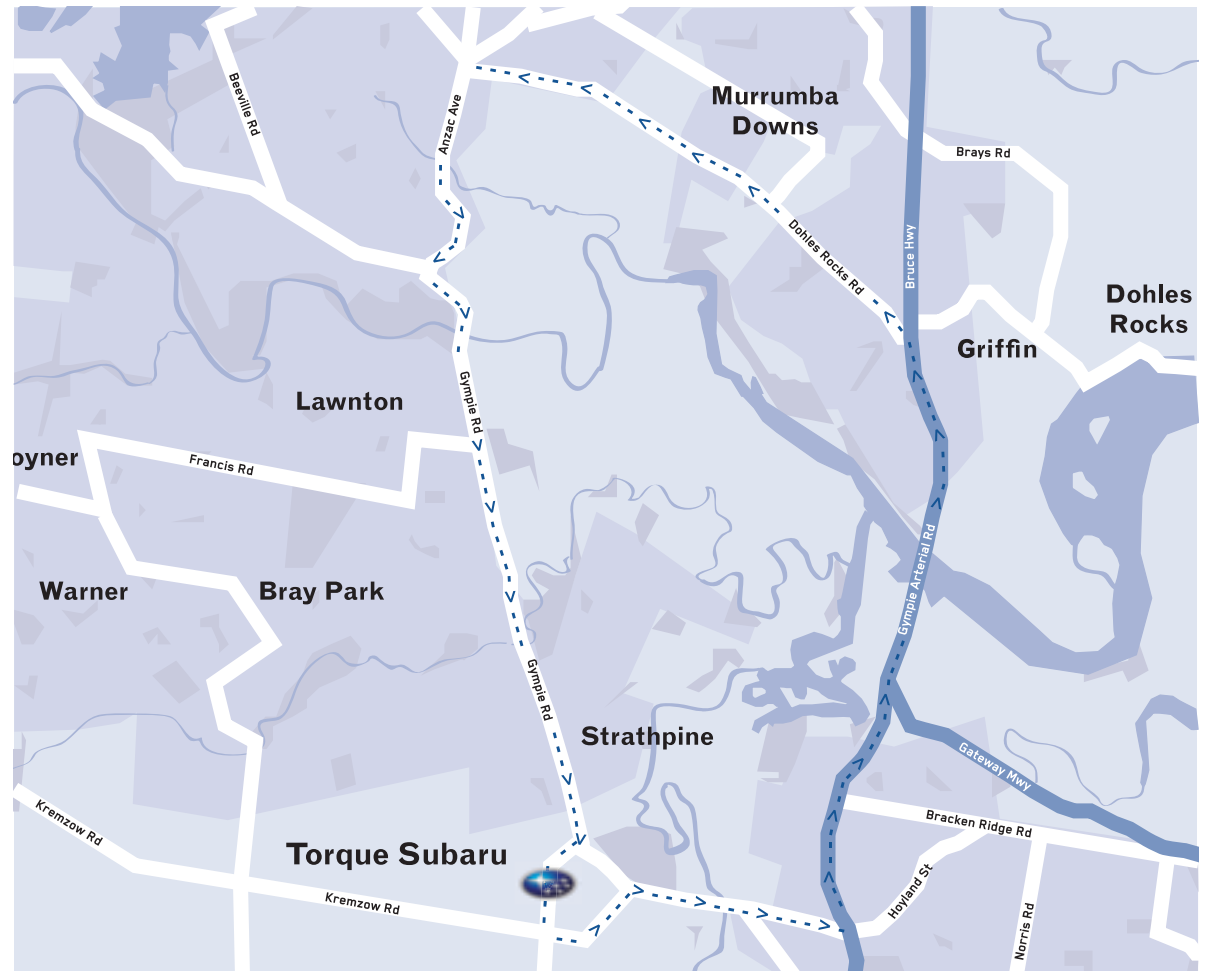 Beeville Rd
Anzac Ave
Murrumba
Downs
Brays Rd
Dohles Rocks Rd
Bruce Hwy
Dohles
Rocks
Griffin
Lawnton
Gympie Rd
oyner
Francis Rd
Warner
Bray Park
Gympie Arterial Rd
Gympie Rd
Strathpine
Gateway Mwy
Kremzow Rd
Bracken Ridge Rd
Torque Subaru
Hoyland St
Kremzow Rd
Norris Rd